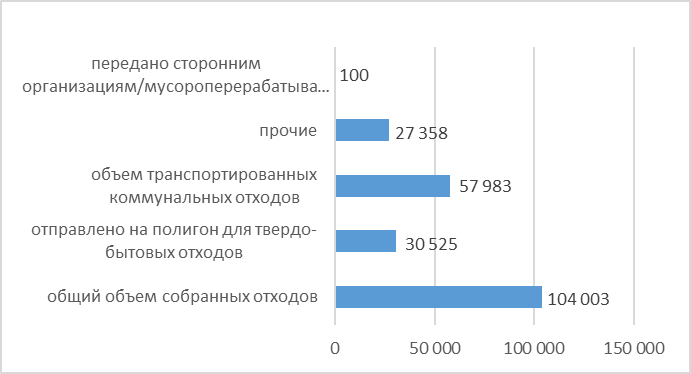 передано сторонним
организациям/мусороперерабатыва...
100
прочие
27 358
объем транспортированных
коммунальных отходов
57 983
отправлено на полигон для твердо-
бытовых отходов
30 525
общий объем собранных отходов
104 003
0
50 000
100 000
150 000